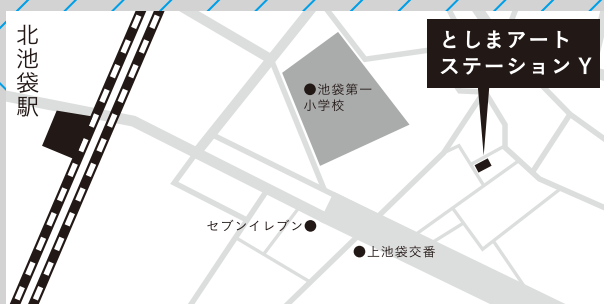 北池袋駅
としまアート
ステーション Y
●池袋第一
小学校
セブンイレブン●
●上池袋交番